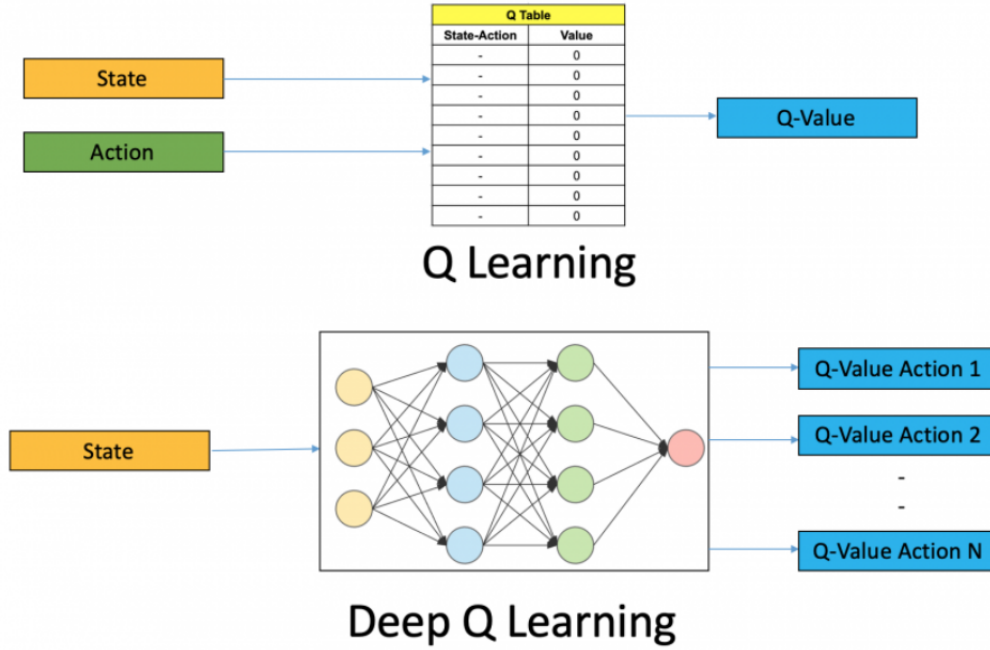 Q Table
State-Action Value
- 0
- 0
- 0
- 0
- 0
- 0
- 0
- 0
- 0
State
Action
Q-Value
Q Learning
State
Q-Value Action 1
Q-Value Action 2
-
-
Q-Value Action N
Deep Q Learning